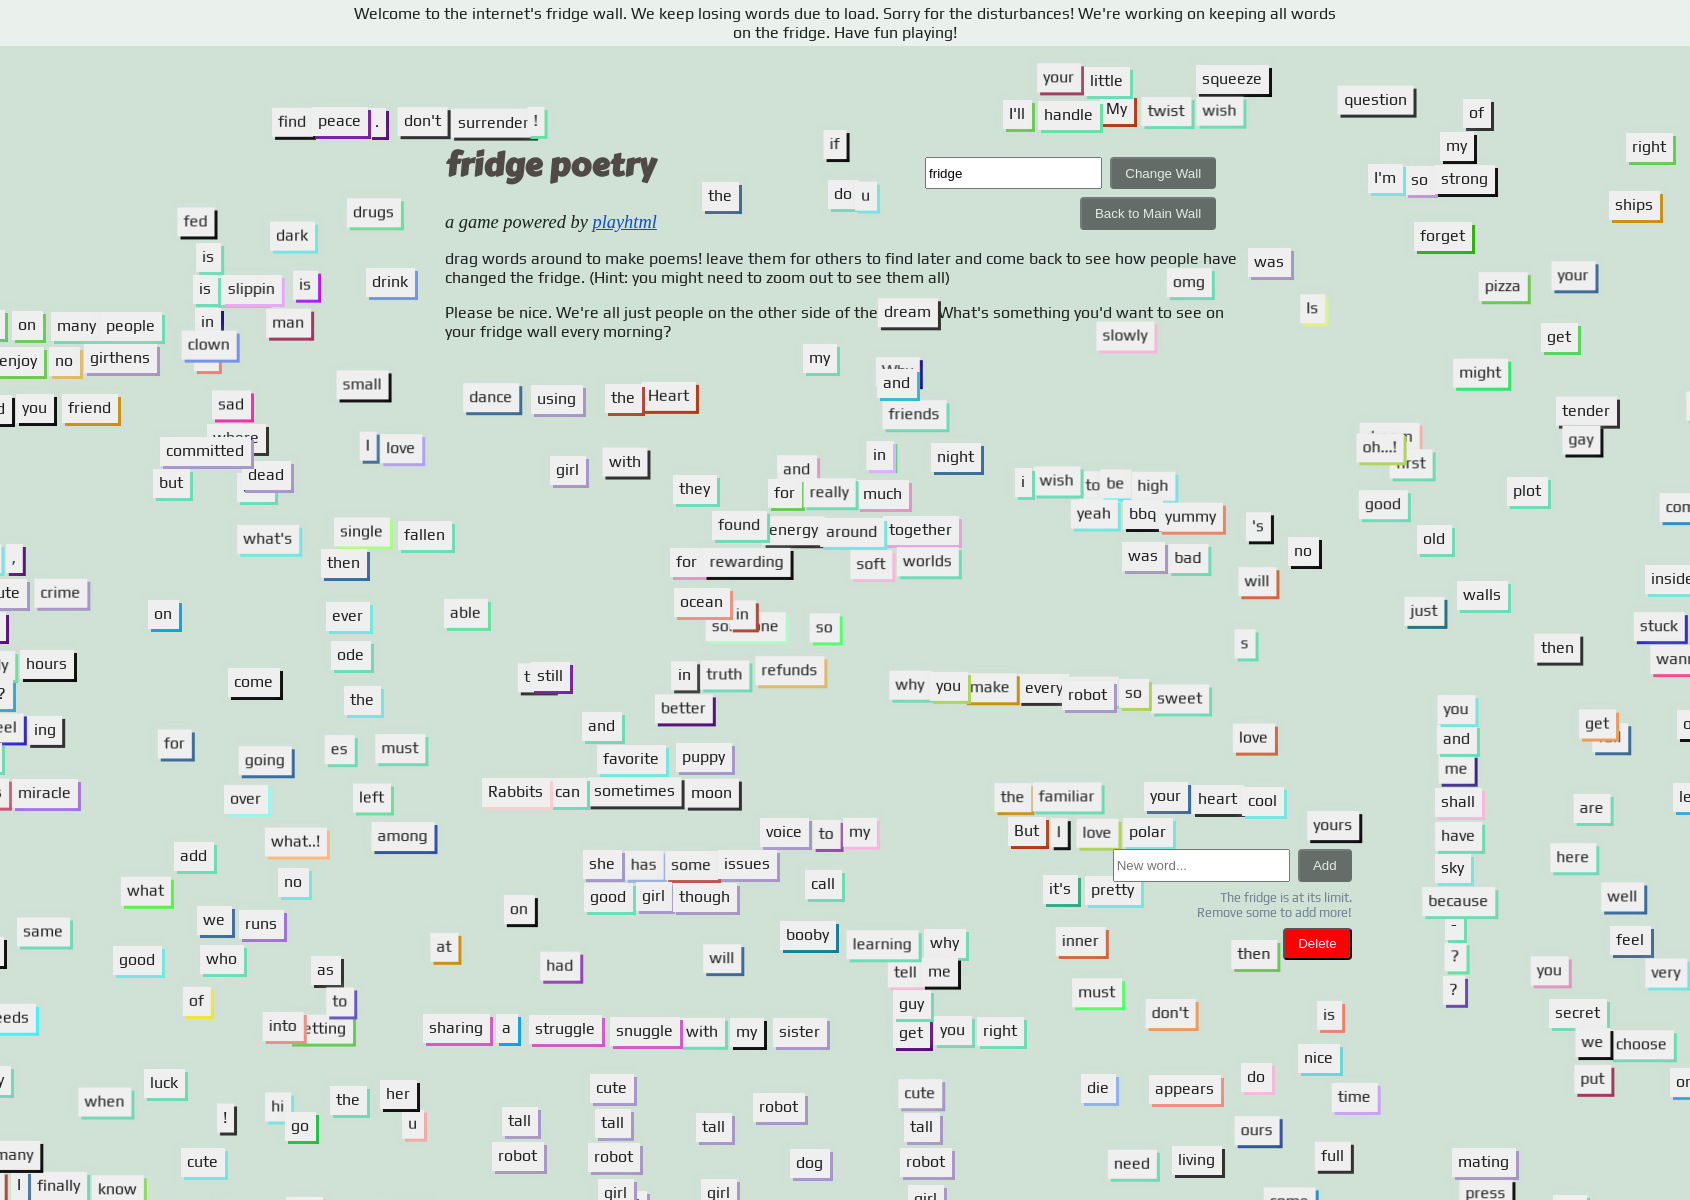 Welcome to the internet's fridge wall. We keep losing words due to load. Sorry for the disturbances! We're working on keeping all words
on the fridge. Have fun playing!
your little squeeze
I'll handle My twist wish
question of
my
I'm so strong
right
ships
forget
find peace . don't surrender !
if
the do u
fridge poetry
fridge Change Wall
Back to Main Wall
a game powered by playhtml
drag words around to make poems! leave them for others to find later and come back to see how people have
changed the fridge. (Hint: you might need to zoom out to see them all)
Please be nice. We're all just people on the other side of the dream What's something you'd want to see on
your fridge wall every morning?
was
omg
Is
slowly
pizza your
get
might
tender
gay
fed dark drugs
is
is slippin is drink
in man
clown
on many people
enjoy no girthens
you friend
small
sad
committed
but dead
I love
dance using the Heart
girl with
my
and
friends
in night
and
they for really much
found energy around together
for rewarding soft worlds
ocean in
so
i wish to be high
yeah bbq yummy
was bad
's no
will
s
oh...!
good
old
plot
walls
just
then
inside
stuck
what's single fallen
then
,
crime
on ever able
ode
hours
come the
t still
in truth refunds
better
and
favorite puppy
Rabbits can sometimes moon
why you make every robot so sweet
love
ing
for going es must
miracle
over left
what..! among
add
what no
we runs
same
good who
of as
to
into
voice to my
she has some issues
good girl though
call
on
at had will
booby learning why
tell me
guy
get you right
sharing a struggle snuggle with my sister
the familiar your heart cool
But I love polar
yours
New word... Add
it's pretty
The fridge is at its limit.
Remove some to add more!
Delete
inner then
must
don't is
nice
die appears do time
ours
need living full
you
and
me
shall
have
sky
because
-
?
?
get
are
here
well
feel
you very
secret
we choose
put
mating
press
luck
when
! hi the her
go u
cute
I finally know
cute
tall tall tall robot
robot robot dog
girl girl
cute
tall
robot
girl